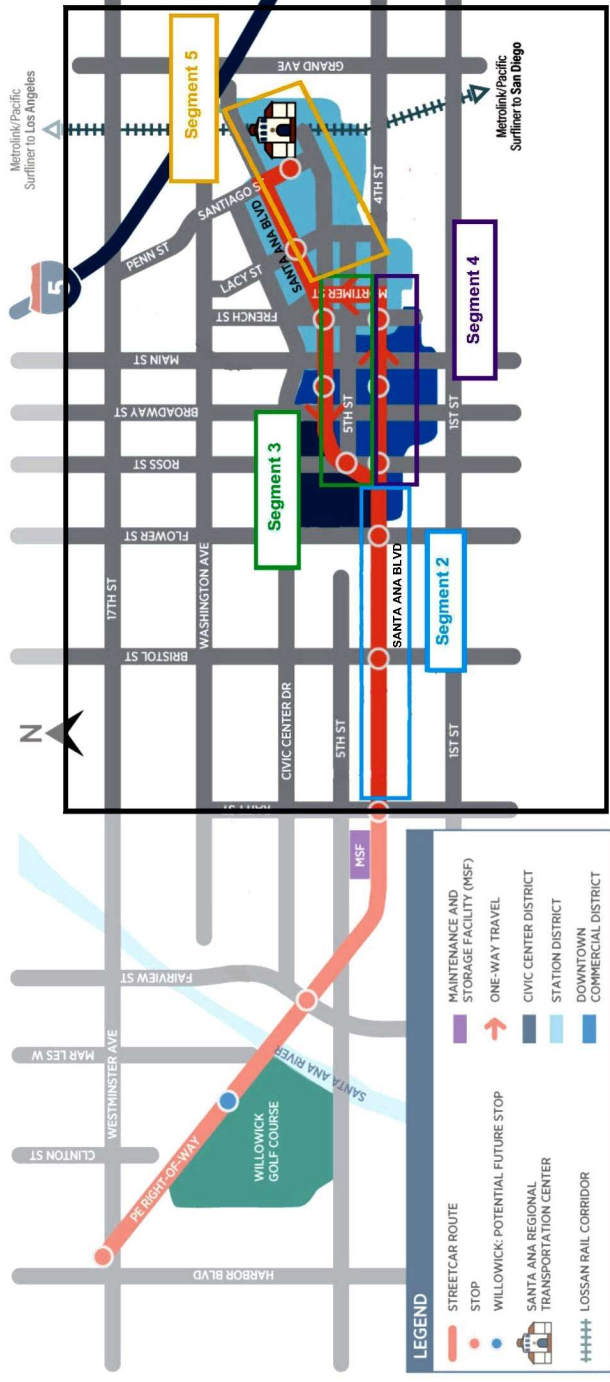 Metrolink/Pacific
Surfliner to Los Angeles
N
5
Segment 5
GRAND AVE
SANTIAGO S
PENN ST
LACY ST
SANTA ANA BLVD
FRENCH ST
MORTIMER ST
4TH ST
Metrolink/Pacific
Surfliner to San Diego
MAIN ST
BROADWAY ST
ROSS ST
FLOWER ST
BRISTOL ST
Segment 3
Segment 4
Segment 2
5TH ST
1ST ST
17TH ST
WASHINGTON AVE
CIVIC CENTER DR
5TH ST
SANTA ANA BLVD
1ST ST
MSF
FAIRVIEW ST
WESTMINSTER AVE
CLINTON ST
PE RIGHT-OF-WAY
SANTA ANA RIVER
WILLOWICK
GOLF COURSE
HARBOR BLVD
LEGEND
STREETCAR ROUTE
STOP
WILLOWICK: POTENTIAL FUTURE STOP
SANTA ANA REGIONAL
TRANSPORTATION CENTER
LOSSAN RAIL CORRIDOR
MAINTENANCE AND
STORAGE FACILITY (MSF)
ONE-WAY TRAVEL
CIVIC CENTER DISTRICT
STATION DISTRICT
DOWNTOWN
COMMERCIAL DISTRICT